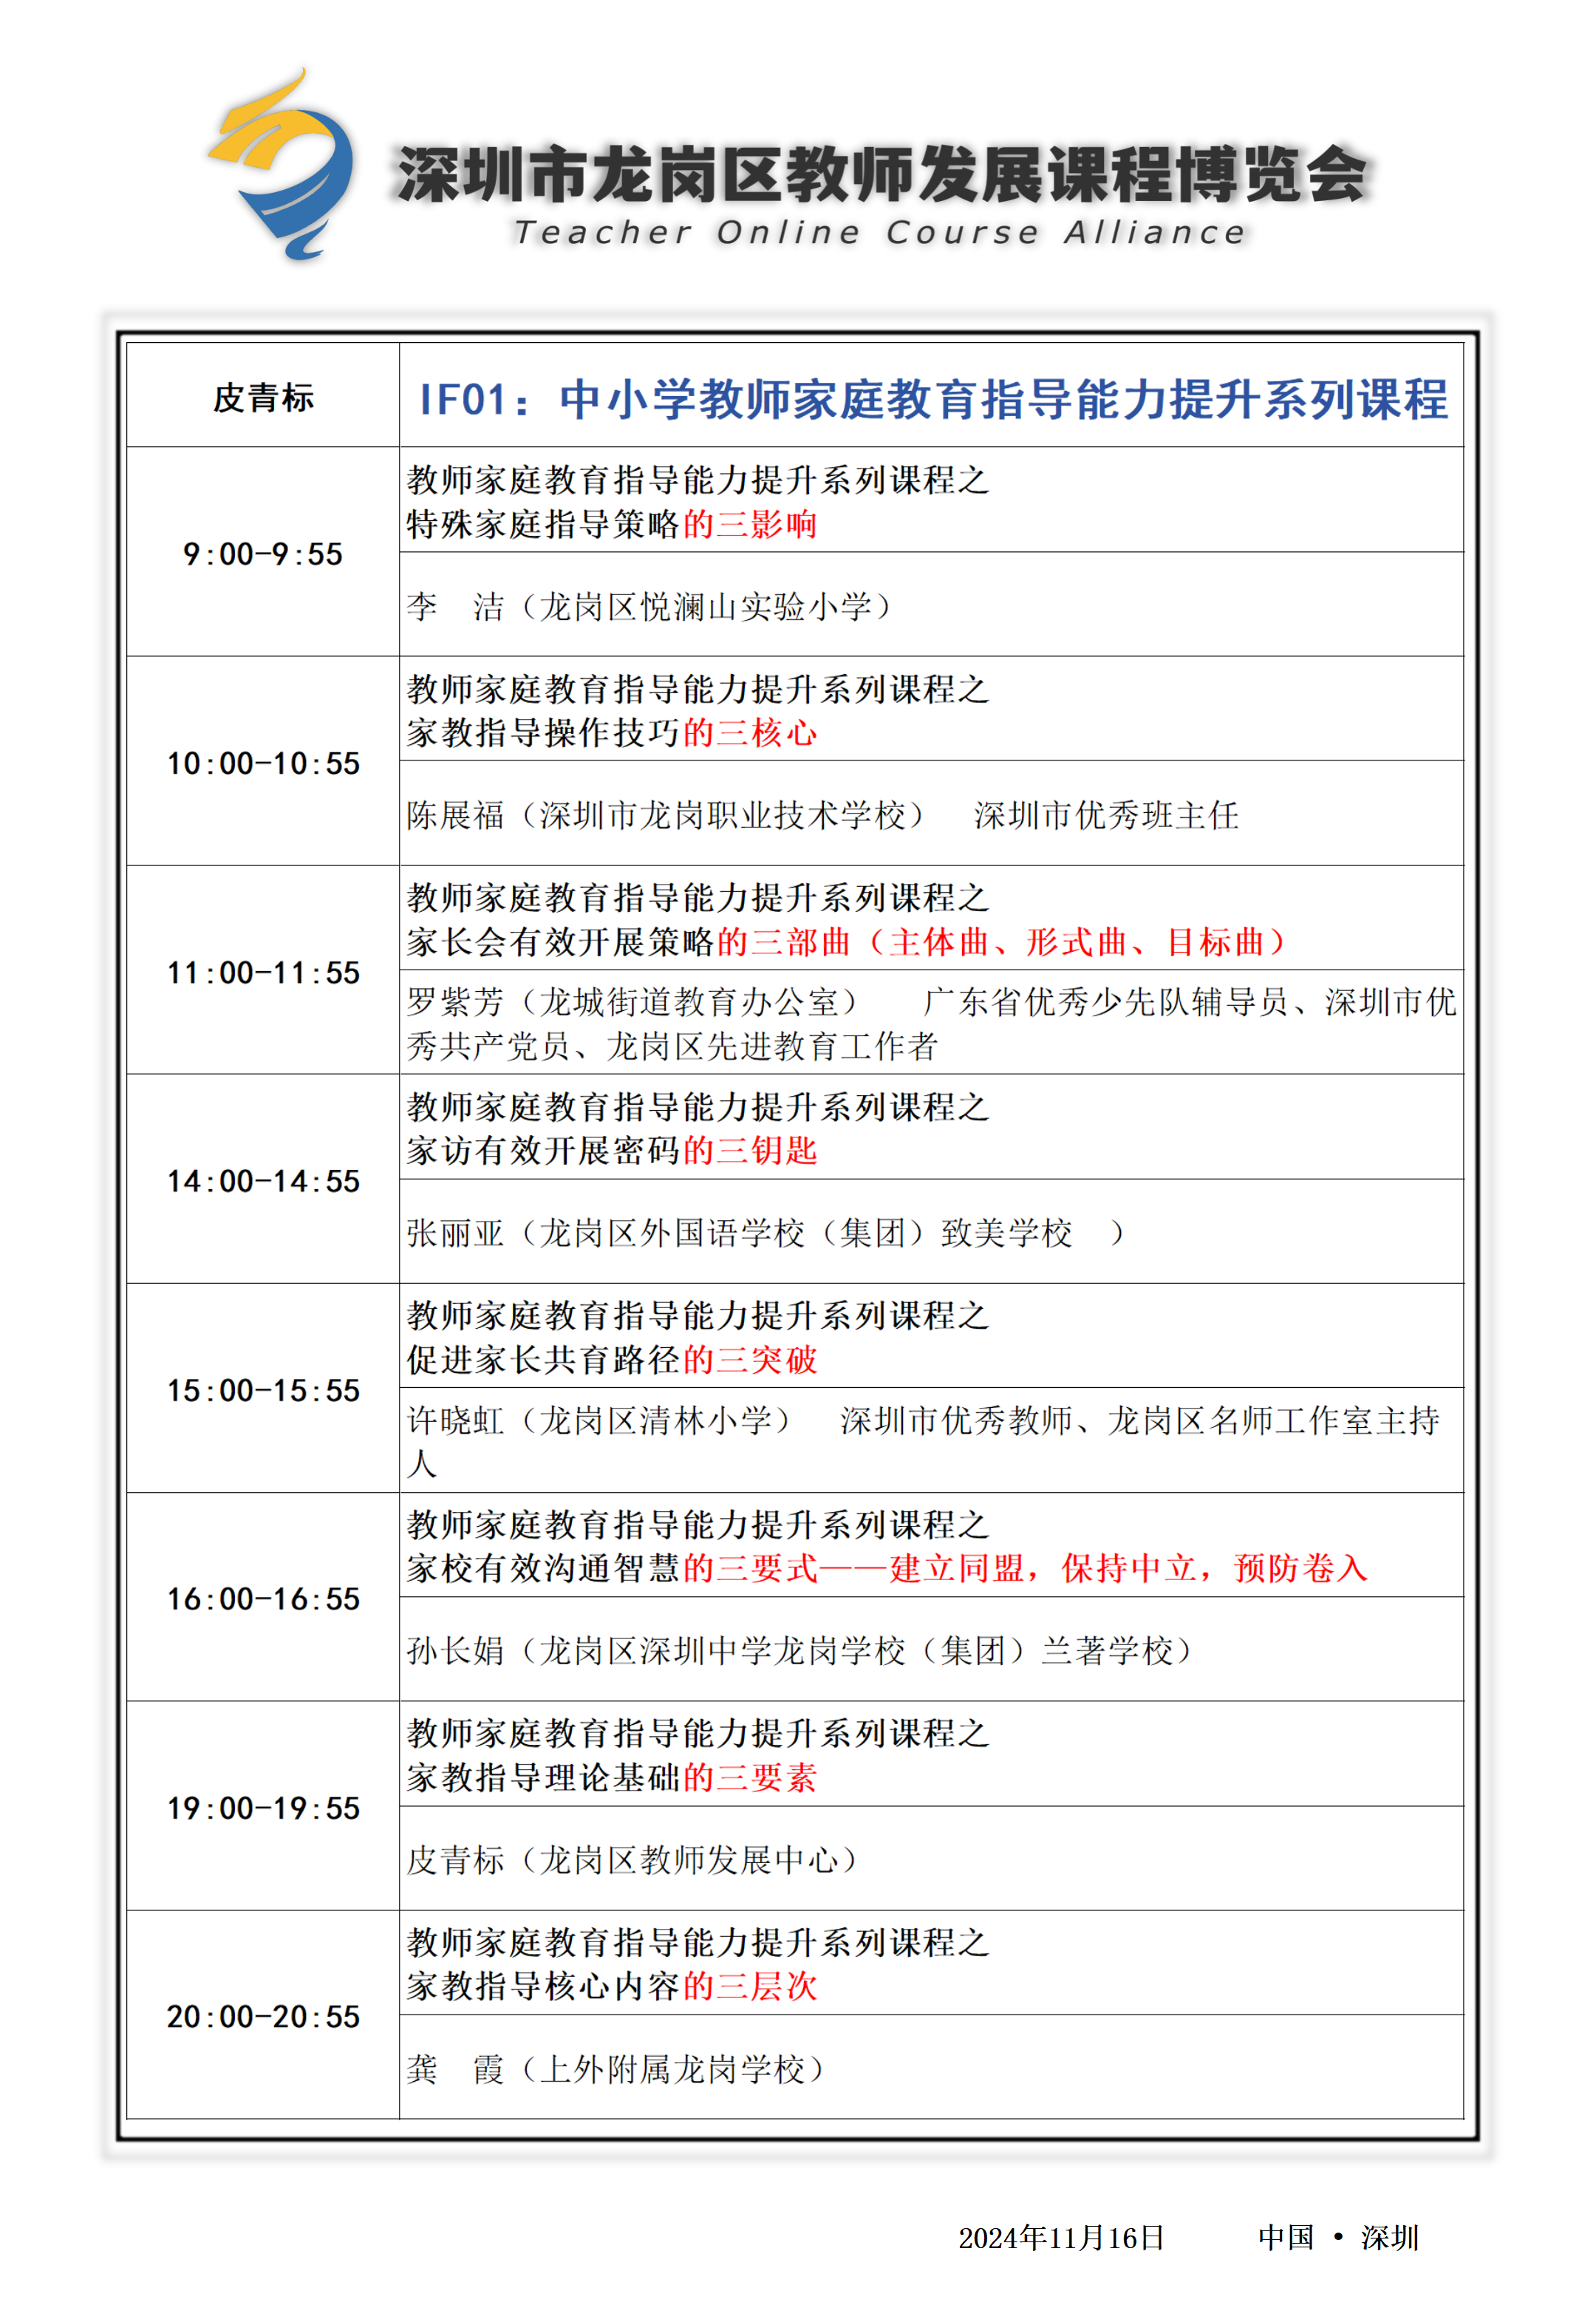 深圳市龙岗区教师发展课程博览会
Teacher Online Course Alliance
皮青标
IF01：中小学教师家庭教育指导能力提升系列课程
9:00-9:55
教师家庭教育指导能力提升系列课程之
特殊家庭指导策略的三影响
李　洁（龙岗区悦澜山实验小学）
10:00-10:55
教师家庭教育指导能力提升系列课程之
家教指导操作技巧的三核心
陈展福（深圳市龙岗职业技术学校）　深圳市优秀班主任
11:00-11:55
教师家庭教育指导能力提升系列课程之
家长会有效开展策略的三部曲（主体曲、形式曲、目标曲）
罗紫芳（龙城街道教育办公室）　　广东省优秀少先队辅导员、深圳市优
秀共产党员、龙岗区先进教育工作者
14:00-14:55
教师家庭教育指导能力提升系列课程之
家访有效开展密码的三钥匙
张丽亚（龙岗区外国语学校（集团）致美学校　）
15:00-15:55
教师家庭教育指导能力提升系列课程之
促进家长共育路径的三突破
许晓虹（龙岗区清林小学）　深圳市优秀教师、龙岗区名师工作室主持
人
16:00-16:55
教师家庭教育指导能力提升系列课程之
家校有效沟通智慧的三要式——建立同盟，保持中立，预防卷入
孙长娟（龙岗区深圳中学龙岗学校（集团）兰著学校）
19:00-19:55
教师家庭教育指导能力提升系列课程之
家教指导理论基础的三要素
皮青标（龙岗区教师发展中心）
20:00-20:55
教师家庭教育指导能力提升系列课程之
家教指导核心内容的三层次
龚　霞（上外附属龙岗学校）
2024年11月16日　　　中国 • 深圳